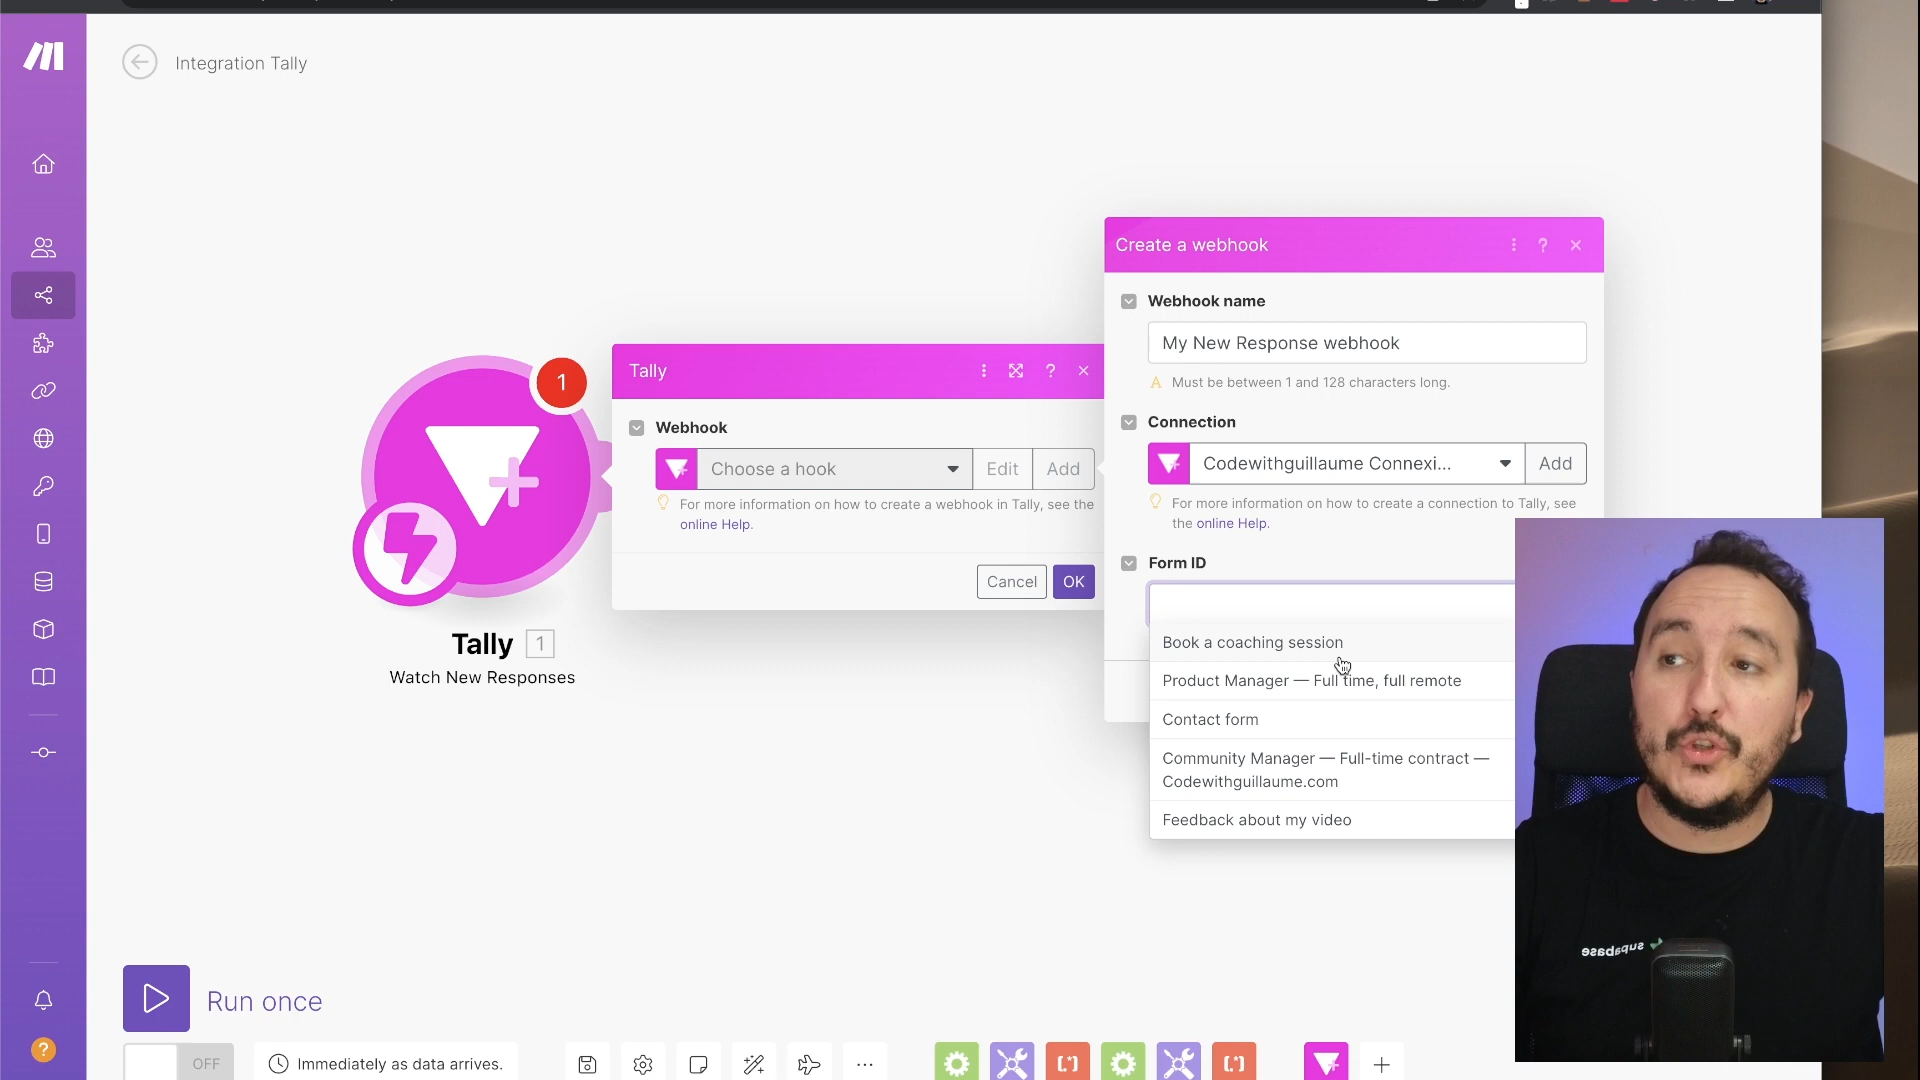 Integration Tally
Create a webhook
Webhook name
My New Response webhook
A Must be between 1 and 128 characters long.
Connection
Codewithguillaume Connexi...
Add
For more information on how to create a connection to Tally, see
the online Help.
Form ID
Book a coaching session
Product Manager — Full time, full remote
Contact form
Community Manager — Full-time contract —
Codewithguillaume.com
Feedback about my video
Tally
?
Webhook
Choose a hook
Edit
Add
For more information on how to create a webhook in Tally, see the
online Help.
Cancel
OK
1
Tally 1
Watch New Responses
supabase
Run once
OFF
Immediately as data arrives.
?